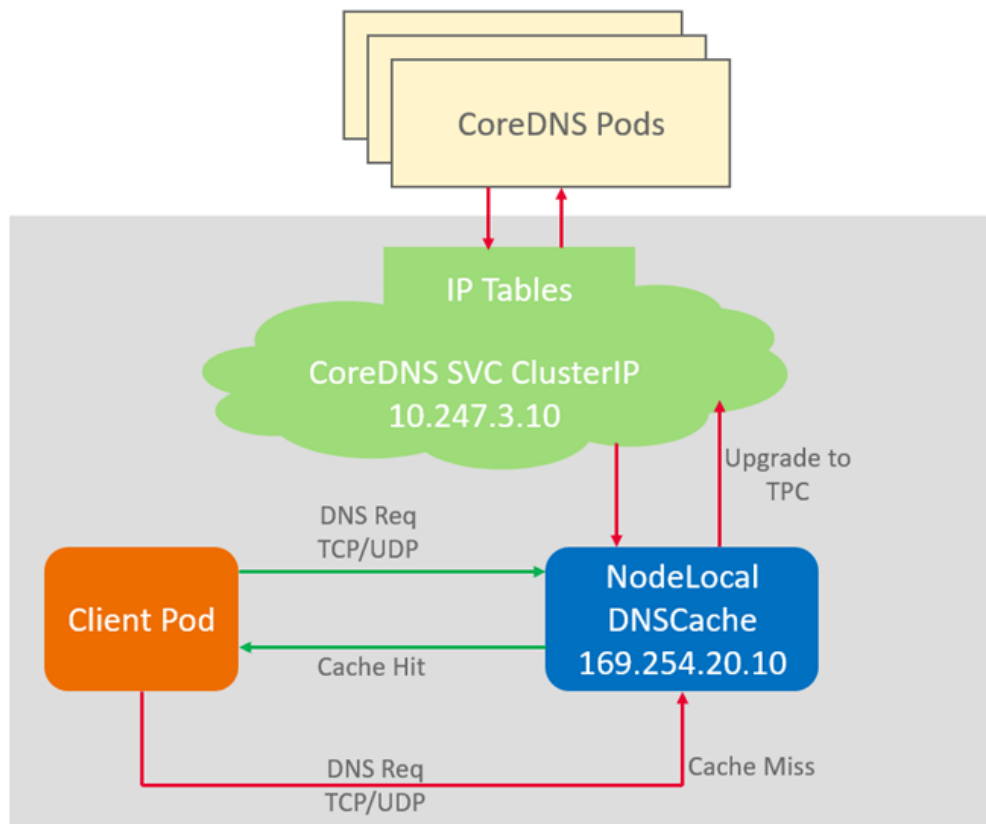 CoreDNS Pods
IP Tables
CoreDNS SVC ClusterIP
10.247.3.10
Upgrade to
TPC
DNS Req
TCP/UDP
Client Pod
NodeLocal
DNSCache
169.254.20.10
Cache Hit
DNS Req
TCP/UDP
Cache Miss